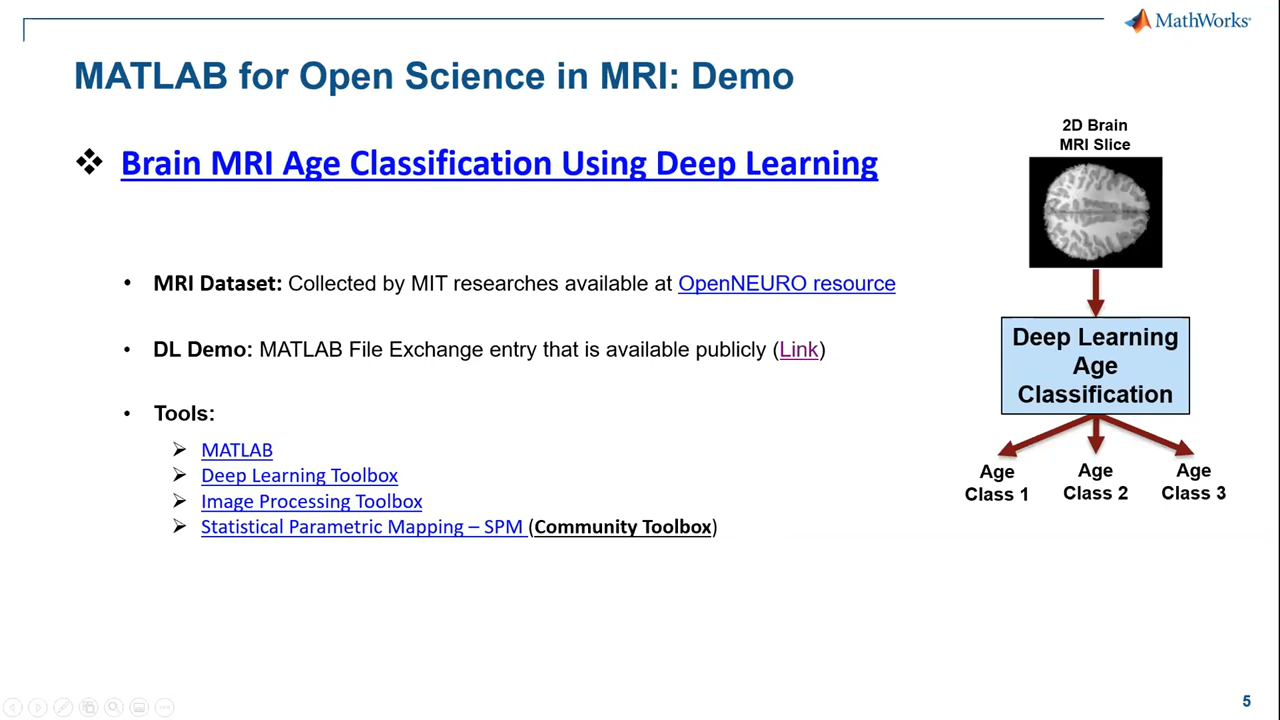 MathWorks®
MATLAB for Open Science in MRI: Demo
❖ Brain MRI Age Classification Using Deep Learning
• MRI Dataset: Collected by MIT researches available at OpenNEURO resource
• DL Demo: MATLAB File Exchange entry that is available publicly (Link)
• Tools:
➢ MATLAB
➢ Deep Learning Toolbox
➢ Image Processing Toolbox
➢ Statistical Parametric Mapping – SPM (Community Toolbox)
2D Brain
MRI Slice
Deep Learning
Age
Classification
Age
Class 1
Age
Class 2
Age
Class 3
5